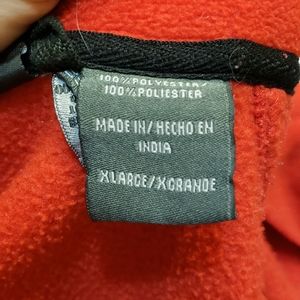 100% POLYESTER/
100% POLIESTER
MADE IN/HECHO EN
INDIA
XLARGE/XGRANDE